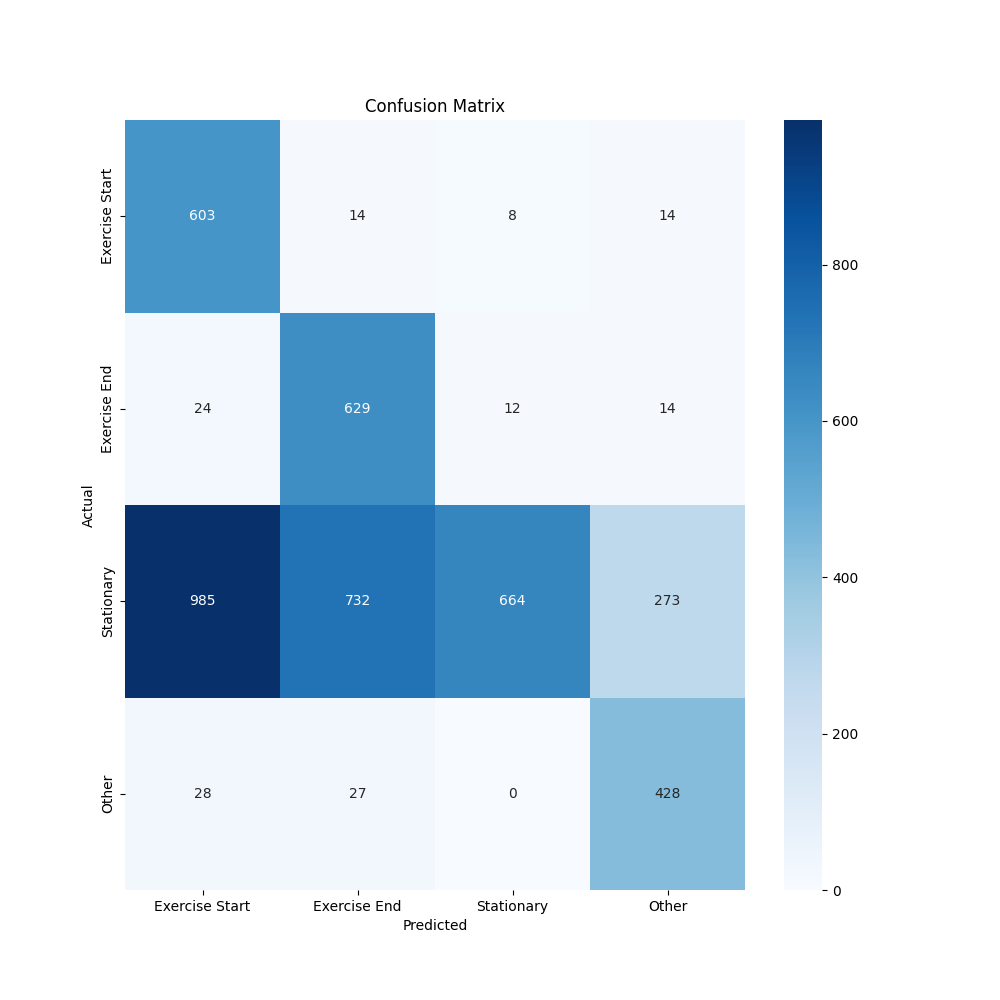 Confusion Matrix
Actual
Exercise Start
603 14 8 14
Exercise End
24 629 12 14
Stationary
985 732 664 273
Other
28 27 0 428
Exercise Start Exercise End Stationary Other
Predicted
800
600
400
200
0